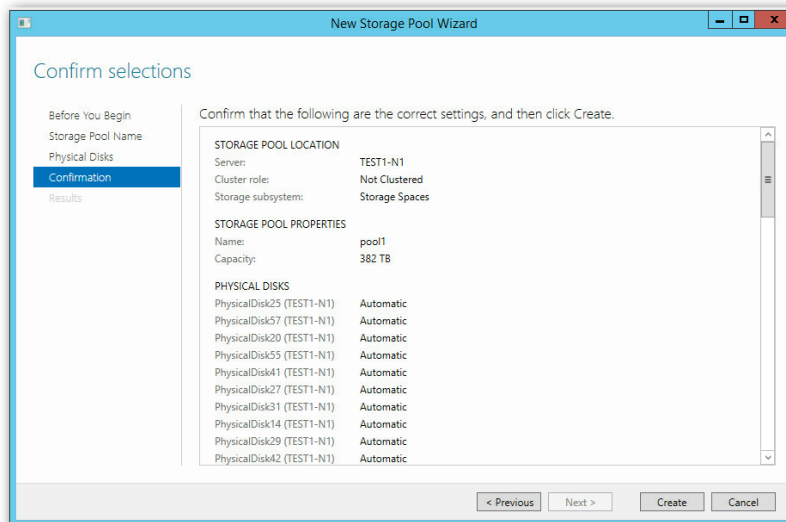 New Storage Pool Wizard
Confirm selections
Before You Begin
Storage Pool Name
Physical Disks
Confirmation
Results
Confirm that the following are the correct settings, and then click Create.
STORAGE POOL LOCATION
Server: TEST1-N1
Cluster role: Not Clustered
Storage subsystem: Storage Spaces
STORAGE POOL PROPERTIES
Name: pool1
Capacity: 382 TB
PHYSICAL DISKS
PhysicalDisk25 (TEST1-N1) Automatic
PhysicalDisk57 (TEST1-N1) Automatic
PhysicalDisk20 (TEST1-N1) Automatic
PhysicalDisk55 (TEST1-N1) Automatic
PhysicalDisk41 (TEST1-N1) Automatic
PhysicalDisk27 (TEST1-N1) Automatic
PhysicalDisk31 (TEST1-N1) Automatic
PhysicalDisk14 (TEST1-N1) Automatic
PhysicalDisk29 (TEST1-N1) Automatic
PhysicalDisk42 (TEST1-N1) Automatic
< Previous Next > Create Cancel